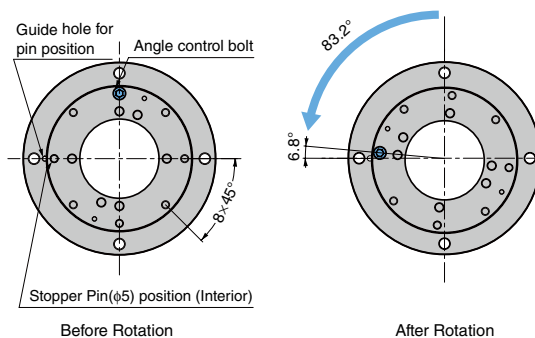 Guide hole for
pin position
Angle control bolt
83.2°
6.8°
8×45°
Stopper Pin(ϕ5) position (Interior)
Before Rotation
After Rotation